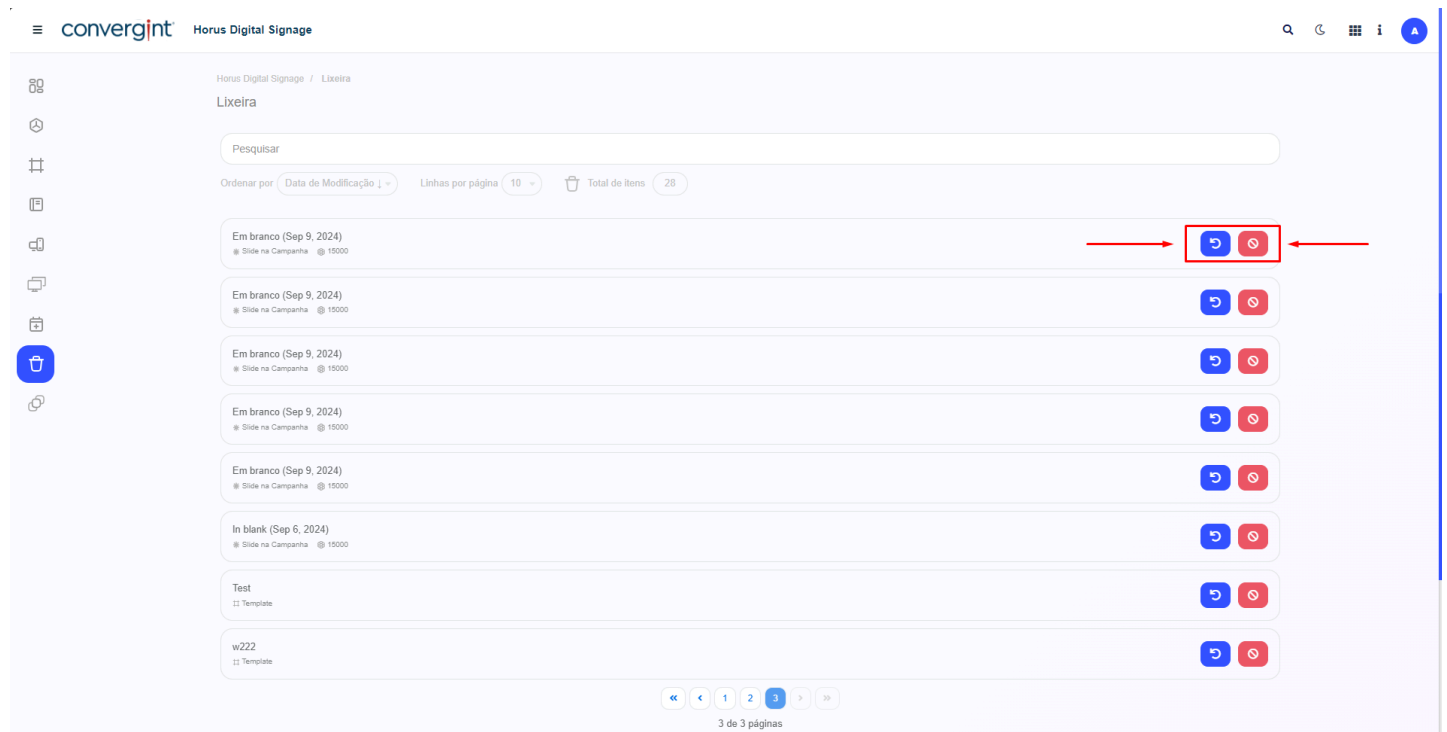 convergint Horus Digital Signage A
Horus Digital Signage / Lixeira
Lixeira
Pesquisar
Ordenar por Data de Modificação ↓ Linhas por página 10 Total de itens 28
Em branco (Sep 9, 2024)
Slide na Campanha 15000
Em branco (Sep 9, 2024)
Slide na Campanha 15000
Em branco (Sep 9, 2024)
Slide na Campanha 15000
Em branco (Sep 9, 2024)
Slide na Campanha 15000
Em branco (Sep 9, 2024)
Slide na Campanha 15000
In blank (Sep 6, 2024)
Slide na Campanha 15000
Test
Template
w222
Template
« ‹ 1 2 3 › »
3 de 3 páginas